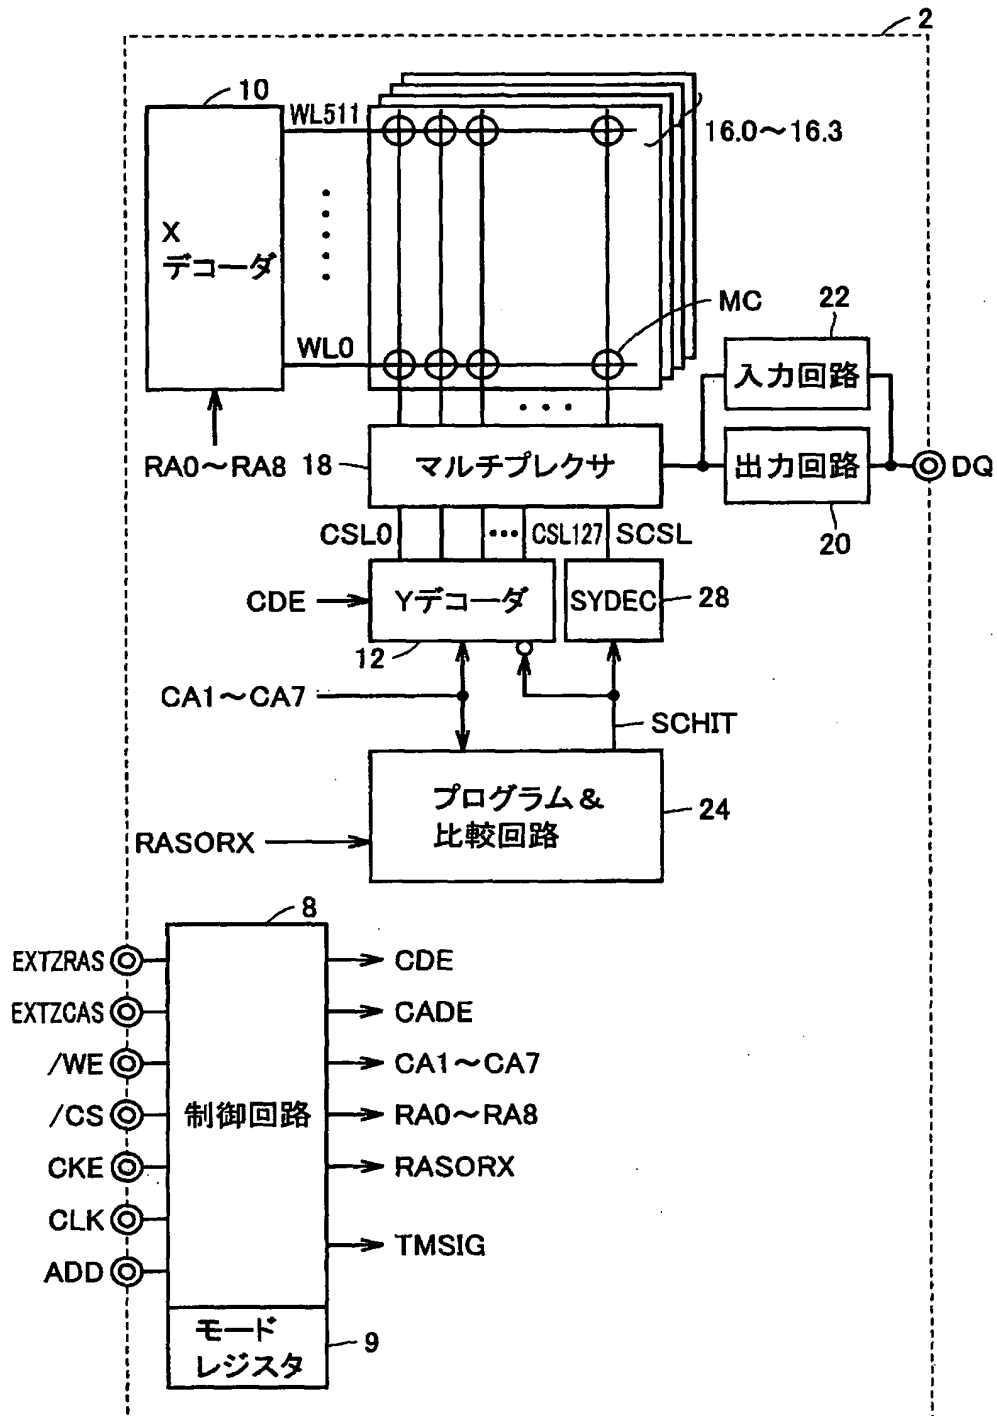 2
10
WL511
16.0～16.3
X
デコーダ
MC
22
WL0
入力回路
RA0～RA8
18
マルチプレクサ
出力回路
DQ
20
CSL0
CSL127
SCSL
CDE
Yデコーダ
SYDEC
28
12
CA1～CA7
SCHIT
プログラム&
比較回路
24
RASORX
8
EXTZRAS
CDE
EXTZCAS
CADE
/WE
CA1～CA7
/CS
制御回路
RA0～RA8
CKE
RASORX
CLK
TMSIG
ADD
モード
レジスタ
9